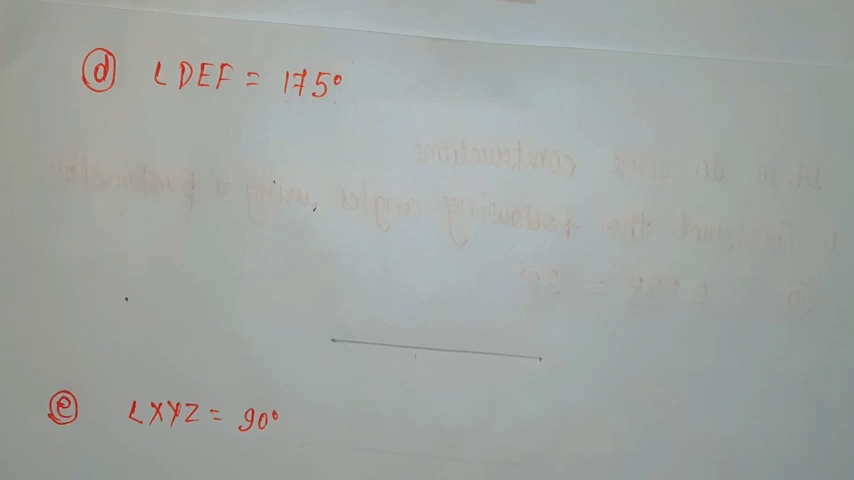 (d) ∠DEF = 175°
(e) ∠XYZ = 90°